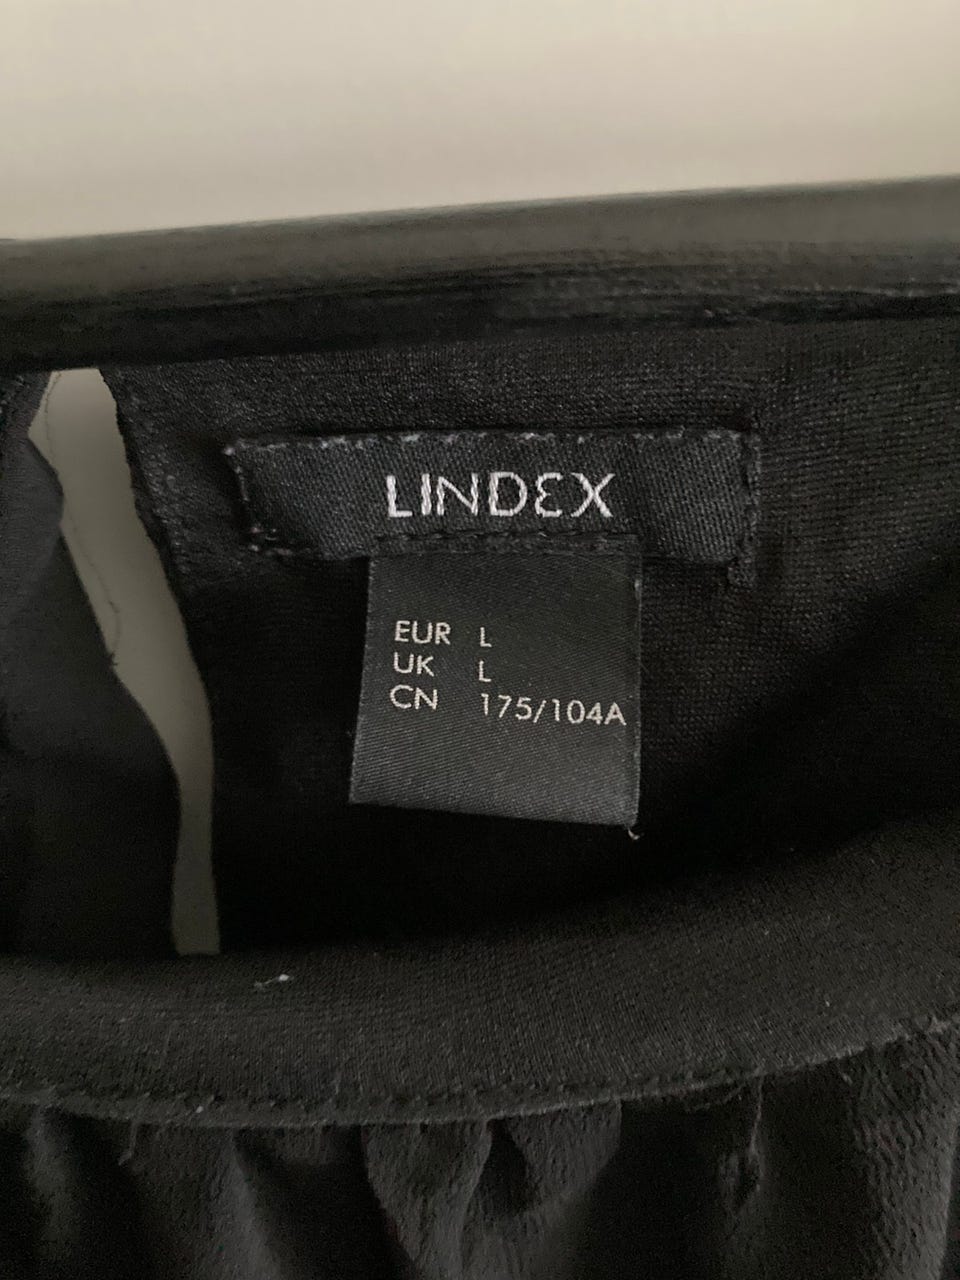 LINDEX
EUR L
UK L
CN 175/104A